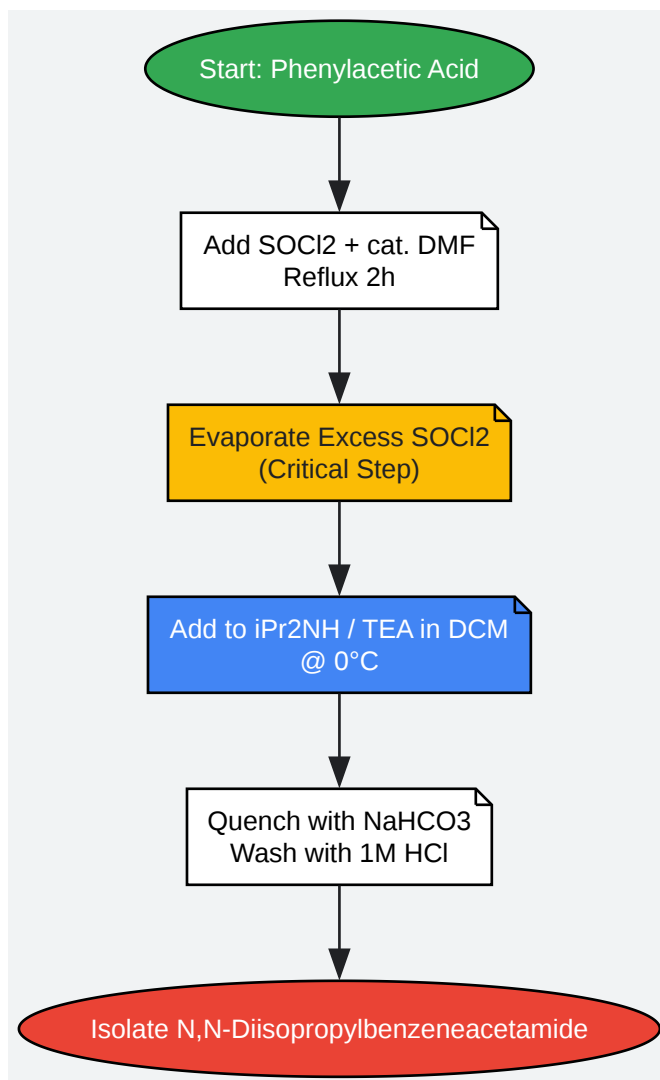 Start: Phenylacetic Acid
Add SOCl2 + cat. DMF
Reflux 2h
Evaporate Excess SOCl2
(Critical Step)
Add to iPr2NH / TEA in DCM
@ 0°C
Quench with NaHCO3
Wash with 1M HCl
Isolate N,N-Diisopropylbenzeneacetamide